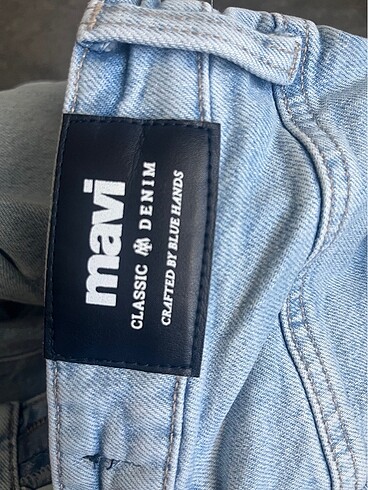 mavi
CLASSIC DENIM
CRAFTED BY BLUE HANDS